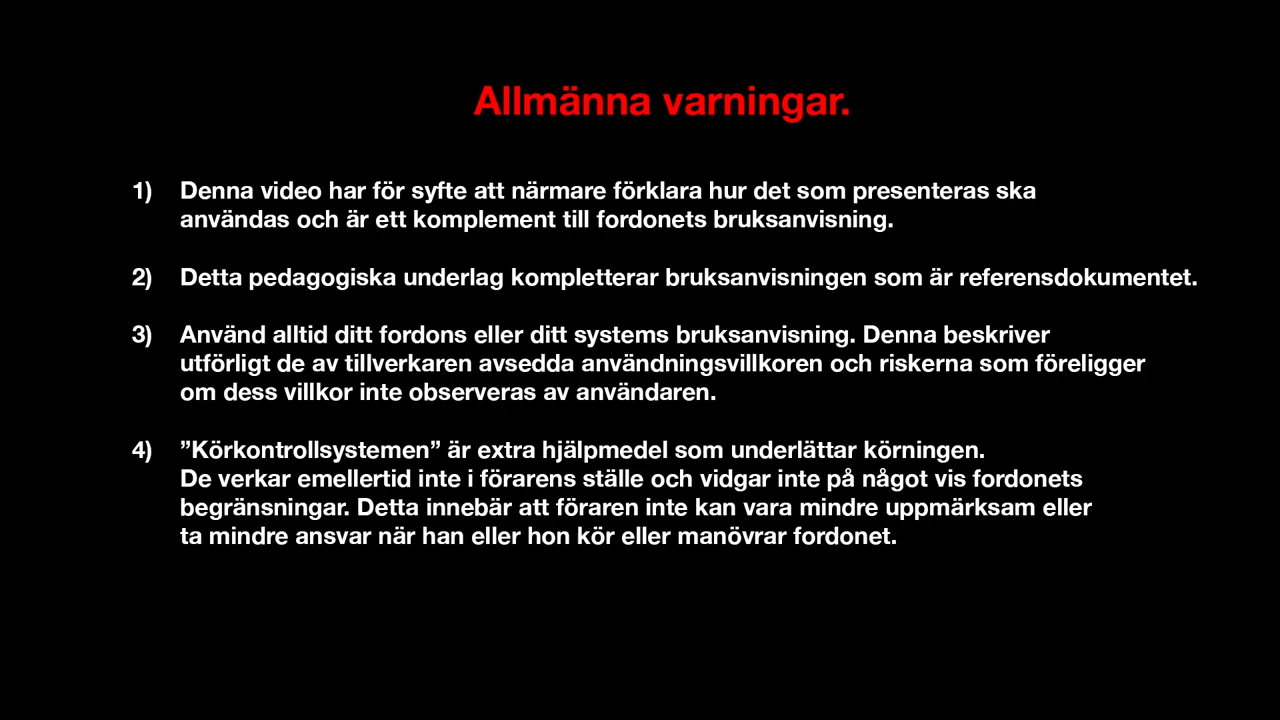 Allmänna varningar.
1) Denna video har för syfte att närmare förklara hur det som presenteras ska
användas och är ett komplement till fordonets bruksanvisning.
2) Detta pedagogiska underlag kompletterar bruksanvisningen som är referensdokumentet.
3) Använd alltid ditt fordons eller ditt systems bruksanvisning. Denna beskriver
utförligt de av tillverkaren avsedda användningsvillkoren och riskerna som föreligger
om dess villkor inte observeras av användaren.
4) ”Körkontrollsystemen” är extra hjälpmedel som underlättar körningen.
De verkar emellertid inte i förarens ställe och vidgar inte på något vis fordonets
begränsningar. Detta innebär att föraren inte kan vara mindre uppmärksam eller
ta mindre ansvar när han eller hon kör eller manövrar fordonet.